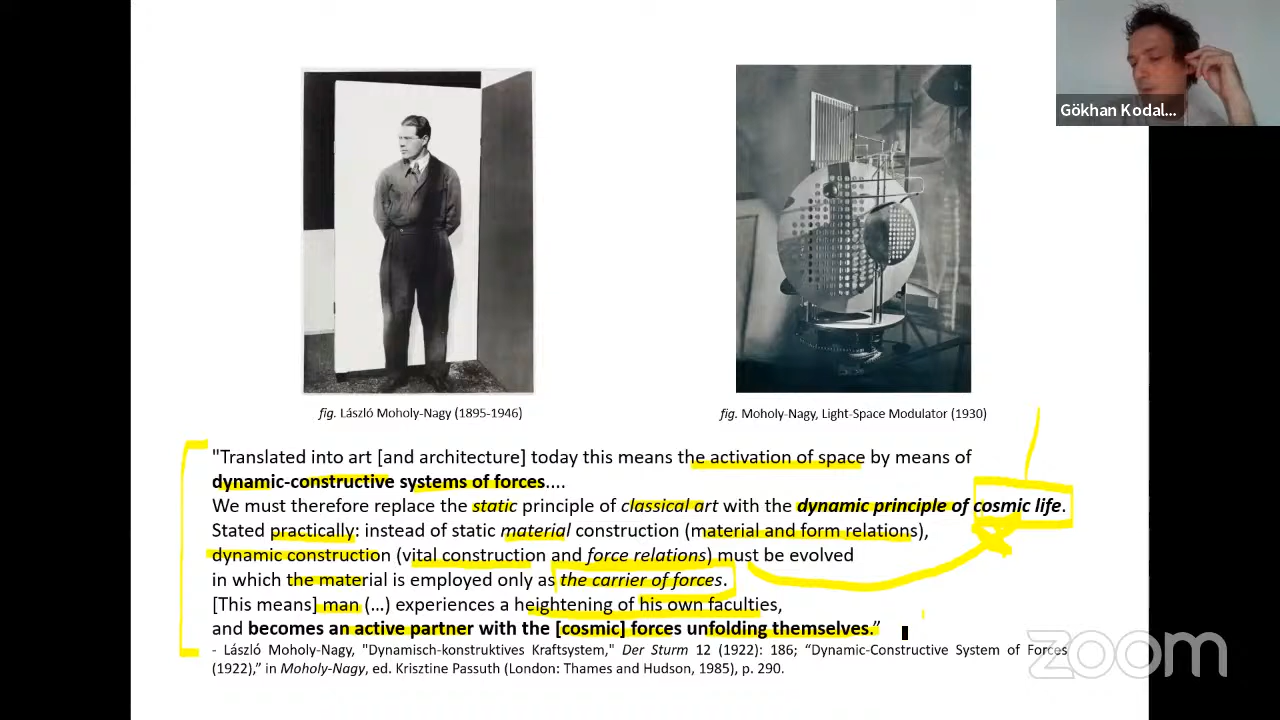 Gökhan Kodal...
fig. László Moholy-Nagy (1895-1946)
fig. Moholy-Nagy, Light-Space Modulator (1930)
"Translated into art [and architecture] today this means the activation of space by means of
dynamic-constructive systems of forces....
We must therefore replace the static principle of classical art with the dynamic principle of cosmic life.
Stated practically: instead of static material construction (material and form relations),
dynamic construction (vital construction and force relations) must be evolved
in which the material is employed only as the carrier of forces.
[This means] man (…) experiences a heightening of his own faculties,
and becomes an active partner with the [cosmic] forces unfolding themselves.”
- László Moholy-Nagy, "Dynamisch-konstruktives Kraftsystem," Der Sturm 12 (1922): 186; “Dynamic-Constructive System of Forces
(1922),” in Moholy-Nagy, ed. Krisztine Passuth (London: Thames and Hudson, 1985), p. 290.
zoom